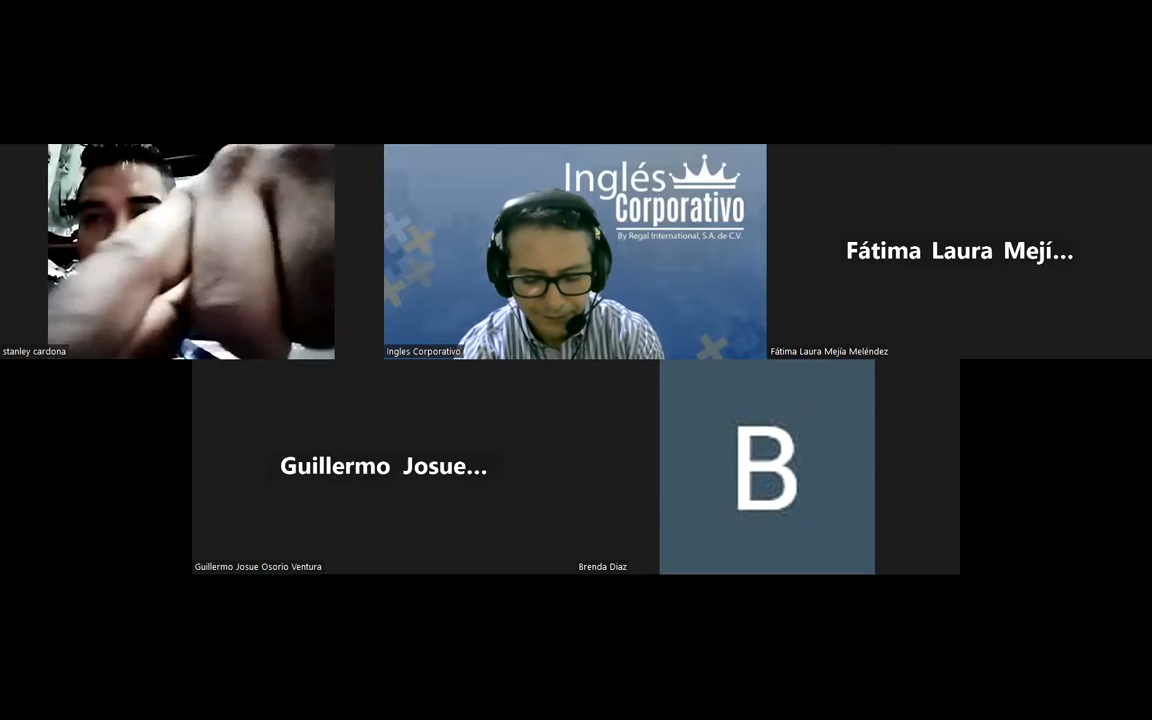 Inglés
Corporativo
By Regal International, S.A. de C.V.
Fátima Laura Mejí...
stanley cardona
Ingles Corporativo
Fátima Laura Mejía Meléndez
Guillermo Josue...
B
Guillermo Josue Osorio Ventura
Brenda Diaz